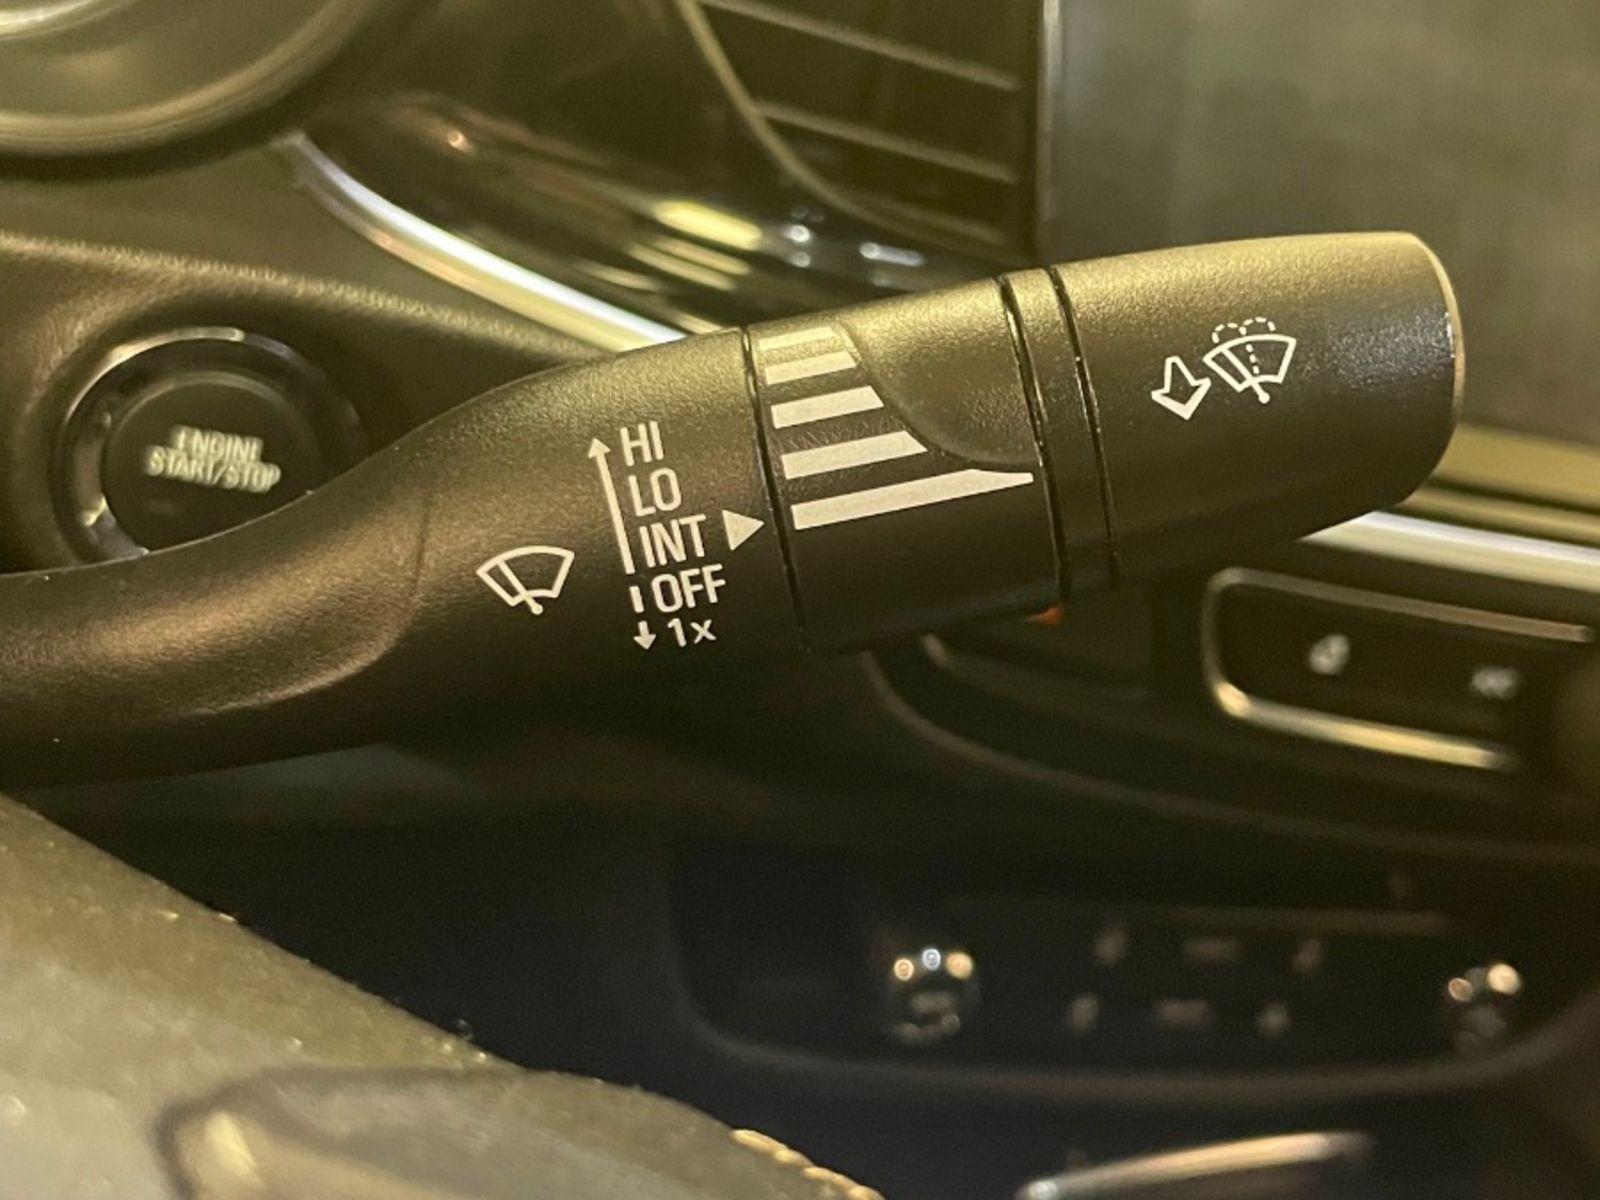 ENGINE
START/STOP
HI
LO
INT
OFF
1x